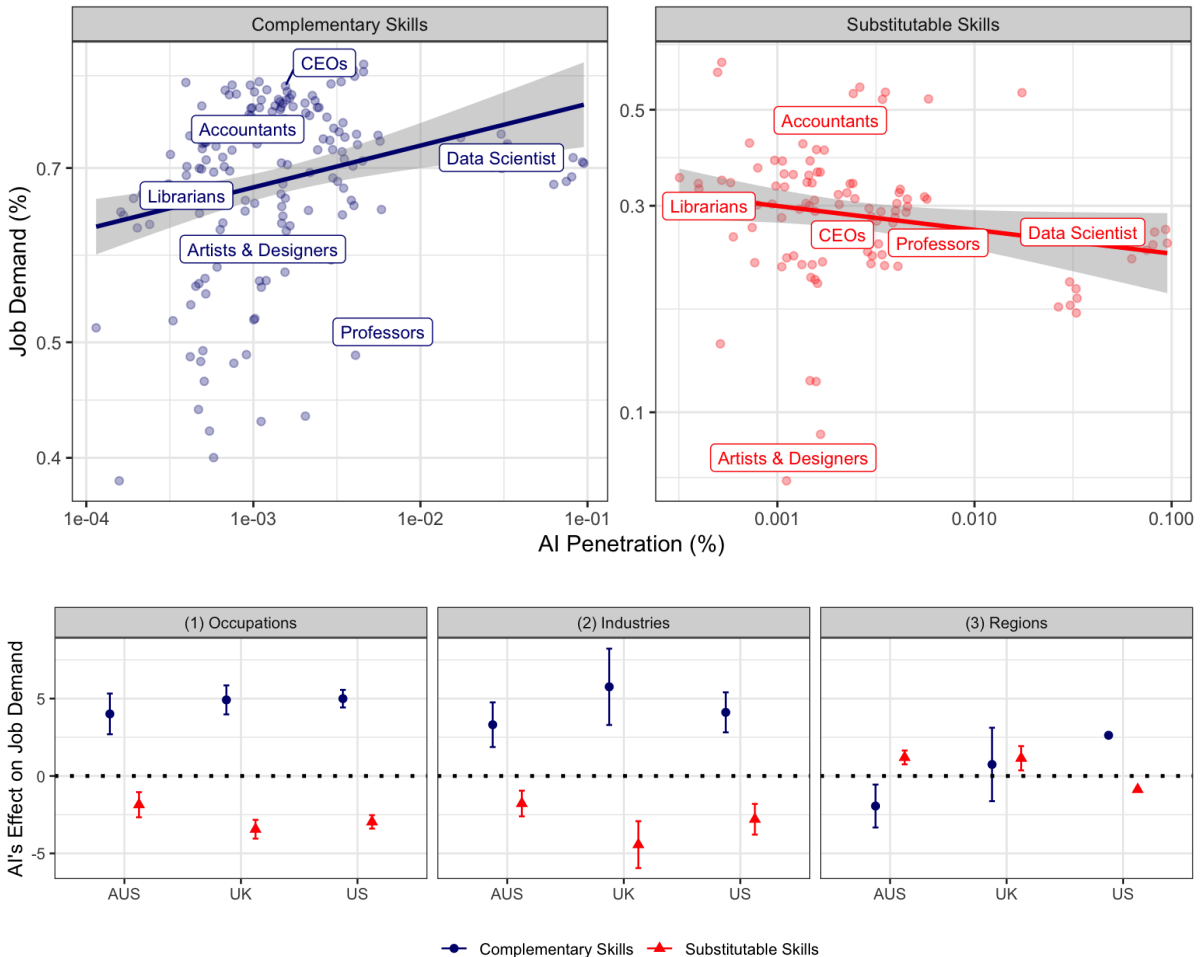 Complementary Skills
Substitutable Skills
Job Demand (%)
0.7
0.5
0.4
CEOs
Accountants
Data Scientist
Librarians
Artists & Designers
Professors
1e-04
1e-03
1e-02
1e-01
0.5
0.3
0.1
Accountants
Librarians
CEOs
Professors
Data Scientist
Artists & Designers
0.001
0.010
0.100
AI Penetration (%)
AI's Effect on Job Demand
(1) Occupations
(2) Industries
(3) Regions
5
0
-5
AUS
UK
US
AUS
UK
US
AUS
UK
US
Complementary Skills
Substitutable Skills